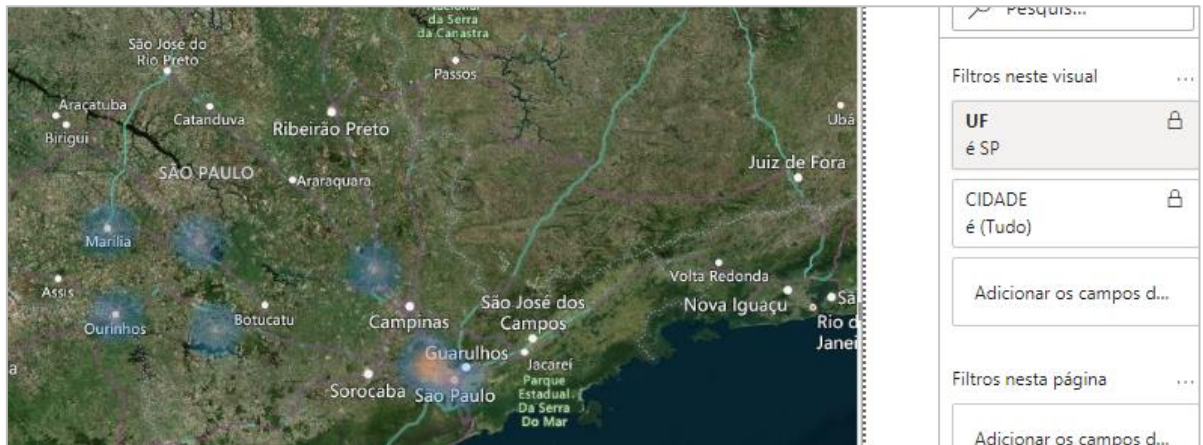 Nacional
da Serra
da Canastra
São José do
Rio Preto
Passos
Araçatuba
Birigui
Catanduva
Ribeirão Preto
Ubá
Juiz de Fora
SÃO PAULO
Araraquara
Marília
Assis
Ourinhos
Botucatu
Campinas
São José dos
Campos
Volta Redonda
Nova Iguaçu
Rio d
Janei
Guarulhos
Jacareí
Sorocaba
São Paulo
Parque
Estadual
Da Serra
Do Mar
Pesquis...
Filtros neste visual
...
UF
é SP
CIDADE
é (Tudo)
Adicionar os campos d...
Filtros nesta página
...
Adicionar os campos d...